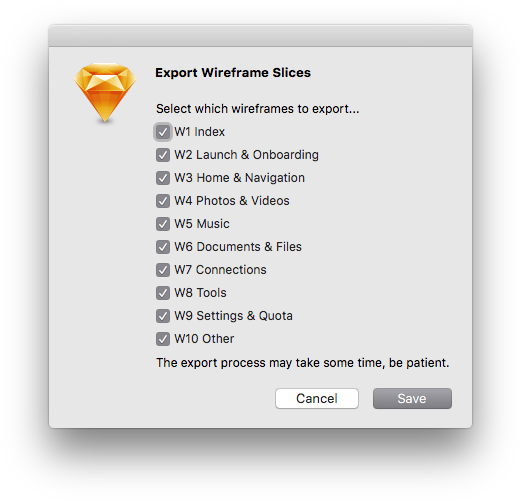 Export Wireframe Slices
Select which wireframes to export...
W1 Index
W2 Launch & Onboarding
W3 Home & Navigation
W4 Photos & Videos
W5 Music
W6 Documents & Files
W7 Connections
W8 Tools
W9 Settings & Quota
W10 Other
The export process may take some time, be patient.
Cancel
Save